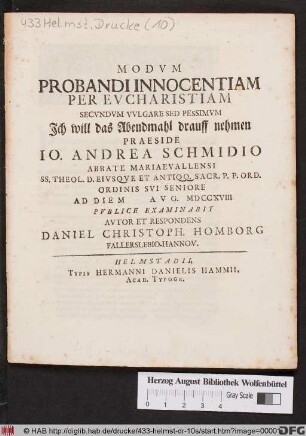 433 Helmst. Drucke (10)
MODVM
PROBANDI INNOCENTIAM
PER EVCHARISTIAM
SECVNDVM VVLGARE SED PESSIMVM
Ich will das Abendmahl drauff nehmen
PRAESIDE
IO. ANDREA SCHMIDIO
ABBATE MARIAEVALLENSI
SS. THEOL. D. EIVSQVE ET ANTIQQ. SACR. P. P. ORD.
ORDINIS SVI SENIORE
AD DIEM AVG. MDCCXVIII
PVBLICE EXAMINABIT
AVTOR ET RESPONDENS
DANIEL CHRISTOPH. HOMBORG
FALLERSLEBIO-HANNOV.
HELMSTADII,
TYPIS HERMANNI DANIELIS HAMMII,
ACAD. TYPOGR.
Herzog August Bibliothek Wolfenbüttel
0 1 2 3 4 Gray Scale
© HAB http://diglib.hab.de/drucke/433-helmst-dr-10s/start.htm?image=00001
DFG